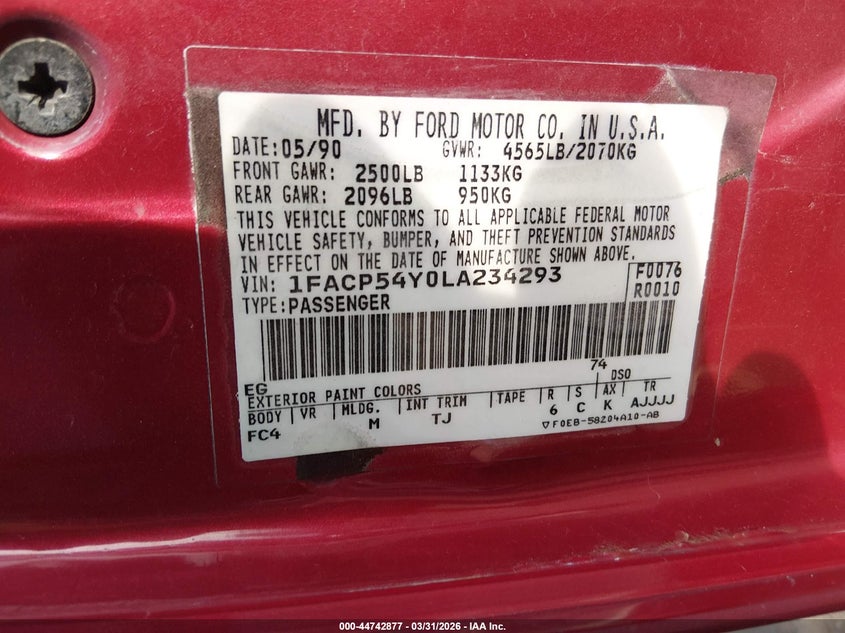 MFD. BY FORD MOTOR CO. IN U.S.A.
DATE: 05/90 GVWR: 4565LB/2070KG
FRONT GAWR: 2500LB 1133KG
REAR GAWR: 2096LB 950KG
THIS VEHICLE CONFORMS TO ALL APPLICABLE FEDERAL MOTOR
VEHICLE SAFETY, BUMPER, AND THEFT PREVENTION STANDARDS
IN EFFECT ON THE DATE OF MANUFACTURE SHOWN ABOVE.
VIN: 1FACP54Y0LA234293 F0076
TYPE: PASSENGER R0010
74
EG DSO
EXTERIOR PAINT COLORS
BODY VR MLDG. INT TRIM TAPE R S AX TR
FC4 M TJ 6 C K AJJJJ
▽F0EB-58204A10-AB
000-44742877 - 03/31/2026 - IAA Inc.